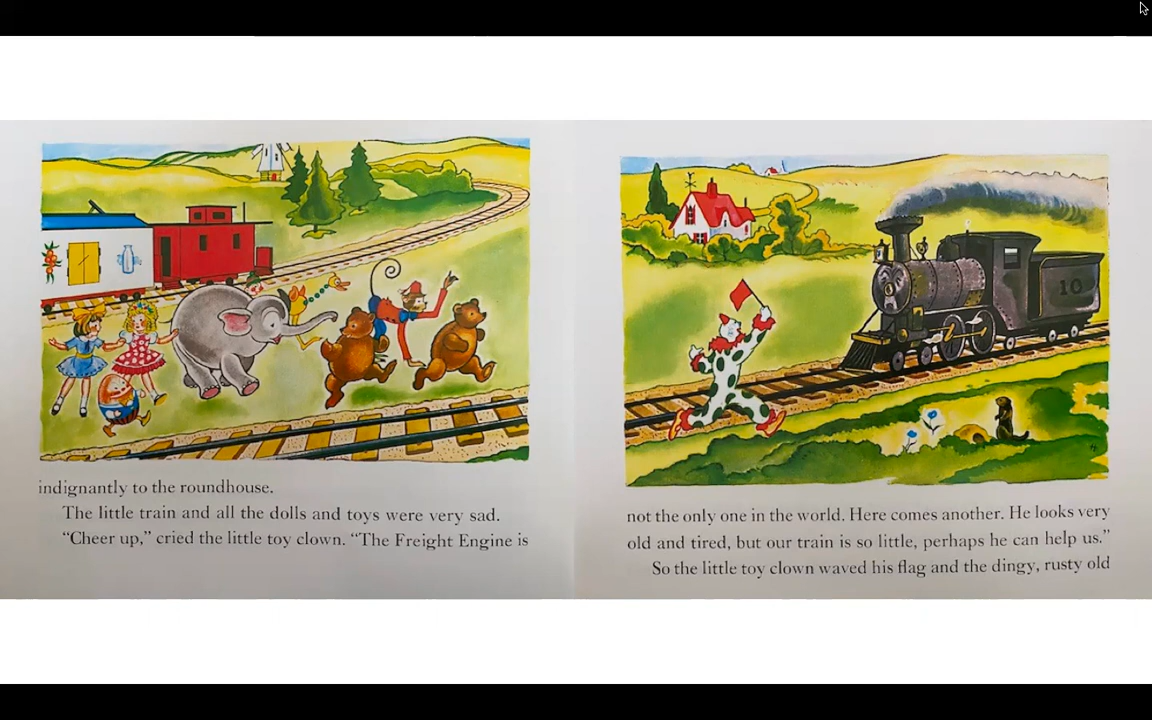 10
indignantly to the roundhouse.
The little train and all the dolls and toys were very sad.
“Cheer up,” cried the little toy clown. “The Freight Engine is
not the only one in the world. Here comes another. He looks very
old and tired, but our train is so little, perhaps he can help us.”
So the little toy clown waved his flag and the dingy, rusty old